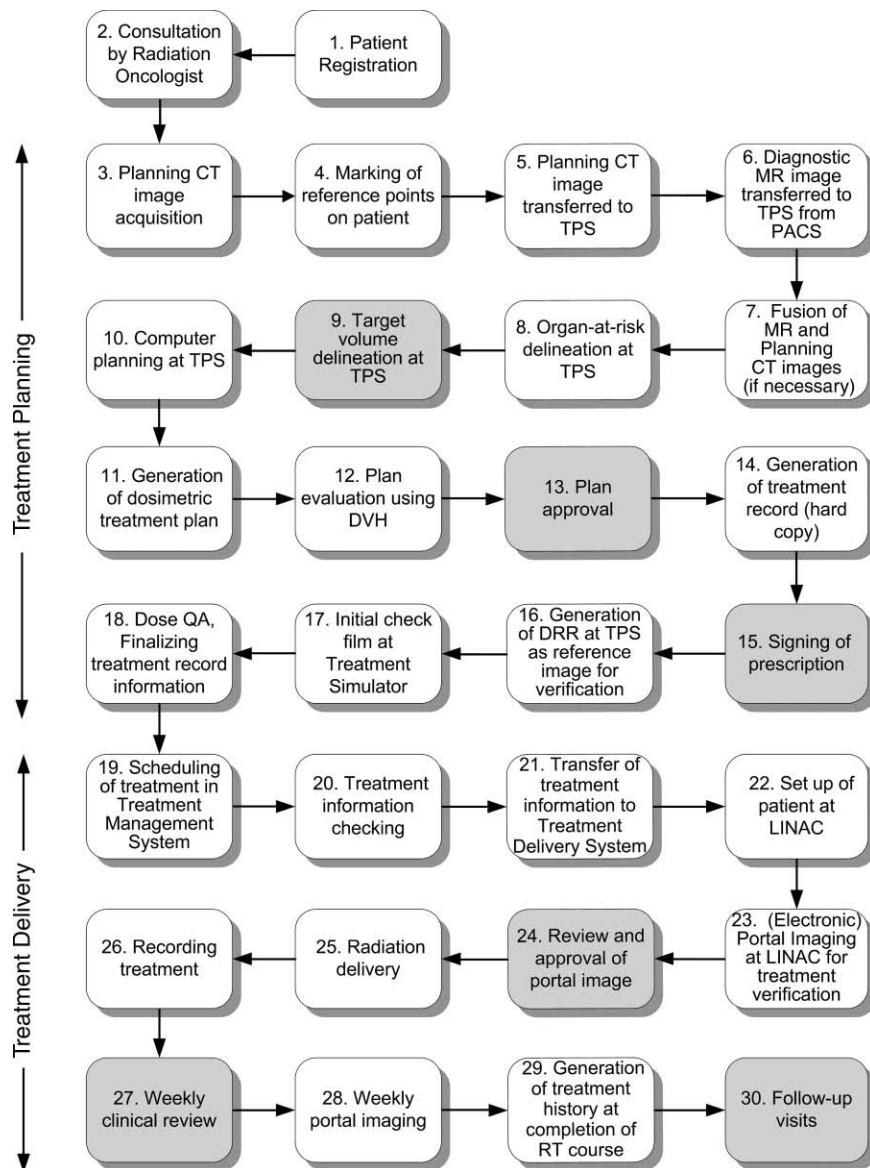 2. Consultation
by Radiation
Oncologist
1. Patient
Registration
Treatment Planning
3. Planning CT
image
acquisition
4. Marking of
reference points
on patient
5. Planning CT
image
transferred to
TPS
6. Diagnostic
MR image
transferred to
TPS from
PACS
10. Computer
planning at TPS
9. Target
volume
delineation at
TPS
8. Organ-at-risk
delineation at
TPS
7. Fusion of
MR and
Planning
CT images
(if necessary)
11. Generation
of dosimetric
treatment plan
12. Plan
evaluation using
DVH
13. Plan
approval
14. Generation
of treatment
record (hard
copy)
18. Dose QA,
Finalizing
treatment record
information
17. Initial check
film at
Treatment
Simulator
16. Generation
of DRR at TPS
as reference
image for
verification
15. Signing of
prescription
Treatment Delivery
19. Scheduling
of treatment in
Treatment
Management
System
20. Treatment
information
checking
21. Transfer of
treatment
information to
Treatment
Delivery System
22. Set up of
patient at
LINAC
26. Recording
treatment
25. Radiation
delivery
24. Review and
approval of
portal image
23. (Electronic)
Portal Imaging
at LINAC for
treatment
verification
27. Weekly
clinical review
28. Weekly
portal imaging
29. Generation
of treatment
history at
completion of
RT course
30. Follow-up
visits